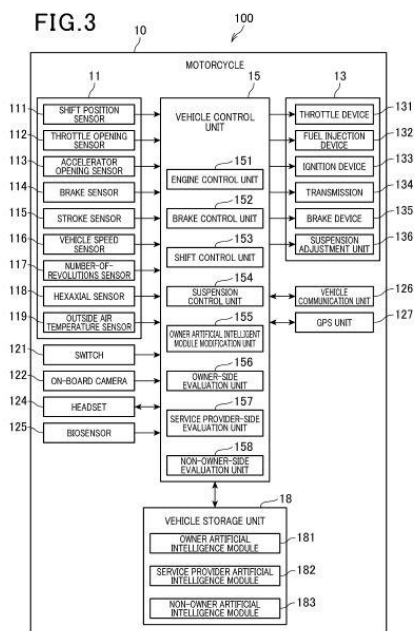 FIG.3
100
10
MOTORCYCLE
11
15
13
111
SHIFT POSITION
SENSOR
112
THROTTLE OPENING
SENSOR
113
ACCELERATOR
OPENING SENSOR
114
BRAKE SENSOR
115
STROKE SENSOR
116
VEHICLE SPEED
SENSOR
117
NUMBER-OF-
REVOLUTIONS SENSOR
118
HEXAXIAL SENSOR
119
OUTSIDE AIR
TEMPERATURE SENSOR
121
SWITCH
122
ON-BOARD CAMERA
124
HEADSET
125
BIOSENSOR
VEHICLE CONTROL
UNIT
151
ENGINE CONTROL UNIT
152
BRAKE CONTROL UNIT
153
SHIFT CONTROL UNIT
154
SUSPENSION
CONTROL UNIT
155
OWNER ARTIFICIAL INTELLIGENT
MODULE MODIFICATION UNIT
156
OWNER-SIDE
EVALUATION UNIT
157
SERVICE PROVIDER-SIDE
EVALUATION UNIT
158
NON-OWNER-SIDE
EVALUATION UNIT
THROTTLE DEVICE
131
FUEL INJECTION
DEVICE
132
IGNITION DEVICE
133
TRANSMISSION
134
BRAKE DEVICE
135
SUSPENSION
ADJUSTMENT UNIT
136
VEHICLE
COMMUNICATION UNIT
126
GPS UNIT
127
18
VEHICLE STORAGE UNIT
OWNER ARTIFICIAL
INTELLIGENCE MODULE
181
SERVICE PROVIDER ARTIFICIAL
INTELLIGENCE MODULE
182
NON-OWNER ARTIFICIAL
INTELLIGENCE MODULE
183